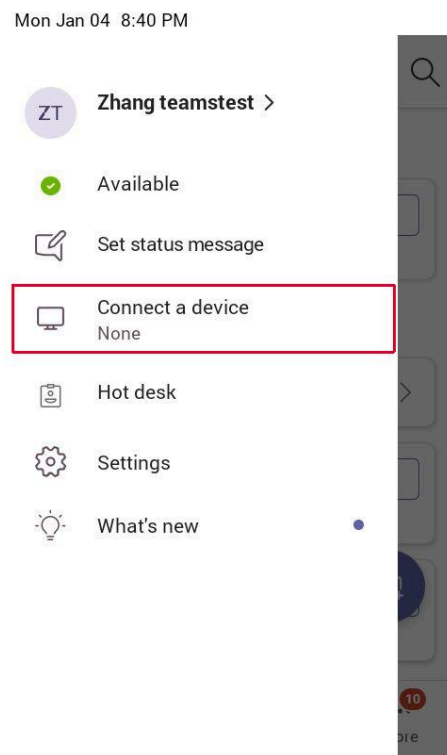 Mon Jan 04 8:40 PM
ZT
Zhang teamstest >
Available
Set status message
Connect a device
None
Hot desk
Settings
What's new
10
ore